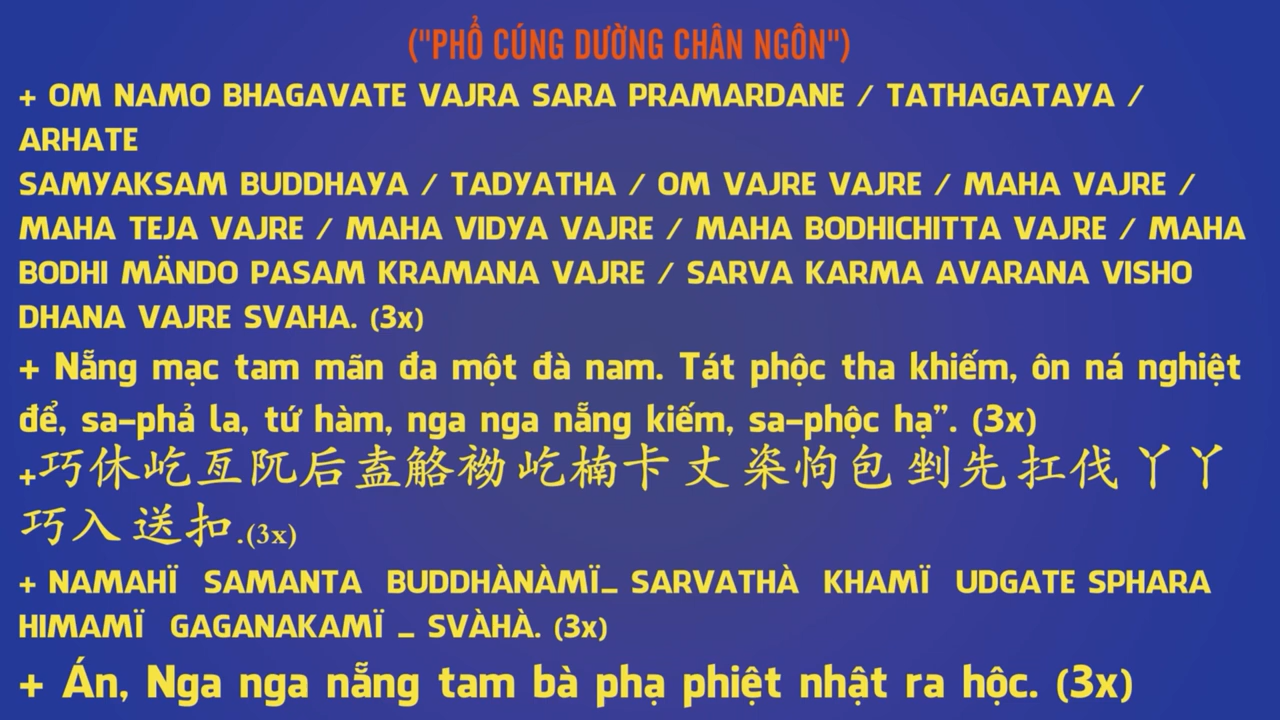 ("PHỔ CÚNG DƯỜNG CHÂN NGÔN")
+ OM NAMO BHAGAVATE VAJRA SARA PRAMARDANE / TATHAGATAYA /
ARHATE
SAMYAKSAM BUDDHAYA / TADYATHA / OM VAJRE VAJRE / MAHA VAJRE /
MAHA TEJA VAJRE / MAHA VIDYA VAJRE / MAHA BODHICHITTA VAJRE / MAHA
BODHI MÄNDO PASAM KRAMANA VAJRE / SARVA KARMA AVARANA VISHO
DHANA VAJRE SVAHA. (3x)
+ Nẵng mạc tam mãn đa một đà nam. Tát phộc tha khiếm, ôn ná nghiệt
để, sa-phả la, tứ hàm, nga nga nẵng kiếm, sa-phộc hạ”. (3x)
+巧休屹亙阢后盍觡袎屹楠卡丈栥怐包剉先扛伐丫丫
巧入送扣.(3x)
+ NAMAHÏ SAMANTA BUDDHÀNÀMÏ_ SARVATHÀ KHAMÏ UDGATE SPHARA
HIMAMÏ GAGANAKAMÏ _ SVÀHÀ. (3x)
+ Án, Nga nga nẵng tam bà phạ phiệt nhật ra hộc. (3x)